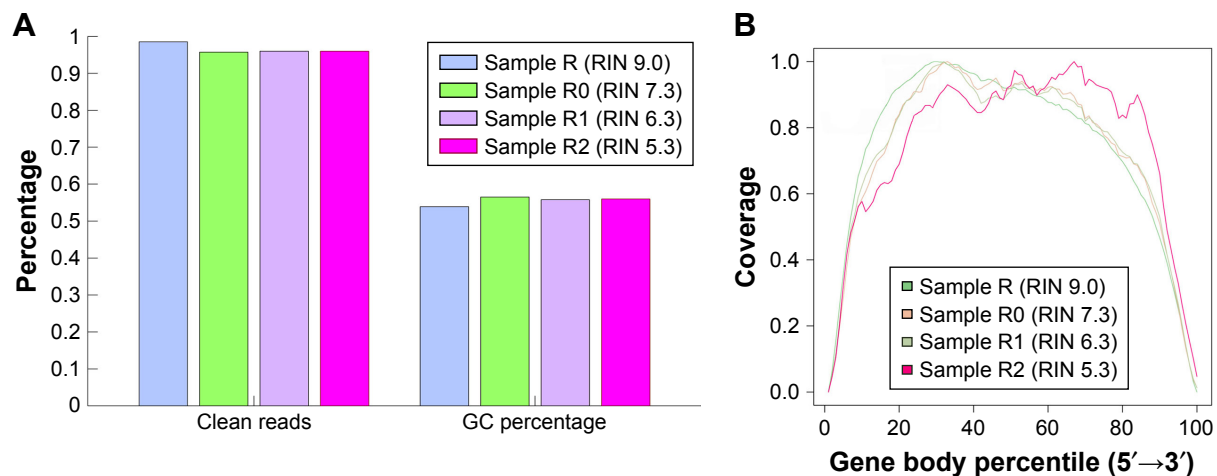 A
Percentage
1
0.9
0.8
0.7
0.6
0.5
0.4
0.3
0.2
0.1
0
Clean reads
GC percentage
Sample R (RIN 9.0)
Sample R0 (RIN 7.3)
Sample R1 (RIN 6.3)
Sample R2 (RIN 5.3)
B
Coverage
1.0
0.8
0.6
0.4
0.2
0.0
Sample R (RIN 9.0)
Sample R0 (RIN 7.3)
Sample R1 (RIN 6.3)
Sample R2 (RIN 5.3)
0
20
40
60
80
100
Gene body percentile (5′→3′)